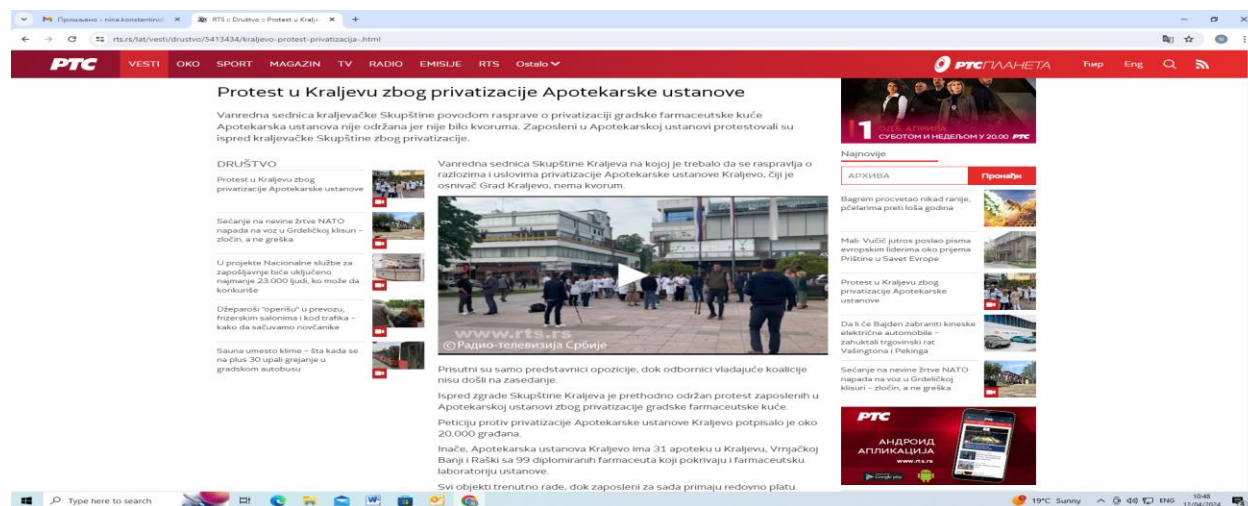 Примљено - nina.konstantinic
RTS :: Društvo :: Protest u Kralje
rts.rs/lat/vesti/drustvo/5413434/kraljevo-protest-privatizacija-.html
РТС VESTI OKO SPORT MAGAZIN TV RADIO EMISIJE RTS Ostalo РТС ПЛАНЕТА Ћир Eng
Protest u Kraljevu zbog privatizacije Apotekarske ustanove
Vanredna sednica kraljevačke Skupštine povodom rasprave o privatizaciji gradske farmaceutske kuće
Apotekarska ustanova nije održana jer nije bilo kvoruma. Zaposleni u Apotekarskoj ustanovi protestovali su
ispred kraljevačke Skupštine zbog privatizacije.
DRUŠTVO
Protest u Kraljevu zbog
privatizacije Apotekarske ustanove
Sećanje na nevine žrtve NATO
napada na voz u Grdeličkoj klisuri –
zločin, a ne greška
U projekte Nacionalne službe za
zapošljavnje biće uključeno
najmanje 23.000 ljudi, ko može da
konkuriše
Džeparoši "operišu" u prevozu,
frizerskim salonima i kod trafika –
kako da sačuvamo novčanike
Sauna umesto klime – šta kada se
na plus 30 upali grejanje u
gradskom autobusu
Vanredna sednica Skupštine Kraljeva na kojoj je trebalo da se raspravlja o
razlozima i uslovima privatizacije Apotekarske ustanove Kraljevo, čiji je
osnivač Grad Kraljevo, nema kvorum.
www.rts.rs
©Радио-телевизија Србије
Prisutni su samo predstavnici opozicije, dok odbornici vladajuće koalicije
nisu došli na zasedanje.
Ispred zgrade Skupštine Kraljeva je prethodno održan protest zaposlenih u
Apotekarskoj ustanovi zbog privatizacije gradske farmaceutske kuće.
Peticiju protiv privatizacije Apotekarske ustanove Kraljevo potpisalo je oko
20.000 građana.
Inače, Apotekarska ustanova Kraljevo ima 31 apoteku u Kraljevu, Vrnjačkoj
Banji i Raški sa 99 diplomiranih farmaceuta koji pokrivaju i farmaceutsku
laboratoriju ustanove.
Svi objekti trenutno rade, dok zaposleni za sada primaju redovno platu.
1 ОД 6. АПРИЛА
СУБОТОМ И НЕДЕЉОМ У 20.00 РТС
Najnovije
АРХИВА Пронађи
Bagrem procvetao nikad ranije,
pčelarima preti loša godina
Mali: Vučić jutros poslao pisma
evropskim liderima oko prijema
Prištine u Savet Evrope
Protest u Kraljevu zbog
privatizacije Apotekarske
ustanove
Da li će Bajden zabraniti kineske
električne automobile –
zahuktali trgovinski rat
Vašingtona i Pekinga
Sećanje na nevine žrtve NATO
napada na voz u Grdeličkoj
klisuri – zločin, a ne greška
РТС
АНДРОИД
АПЛИКАЦИЈА
www.rts.rs
Google play
Type here to search
19°C Sunny
ENG
10:48
12/04/2024